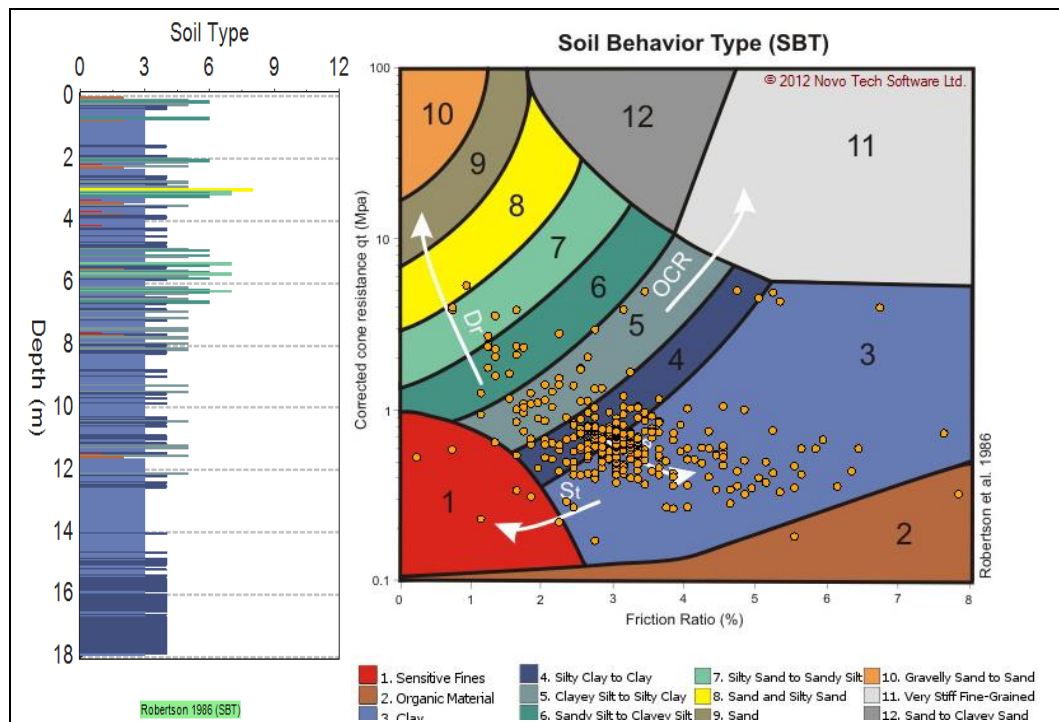 Soil Type
0 3 6 9 12
0
2
4
6
8
10
12
14
16
18
Depth (m)
Robertson 1986 (SBT)
Soil Behavior Type (SBT)
© 2012 Novo Tech Software Ltd.
100
10
1
0.1
Corrected cone resistance qt (Mpa)
10
9
8
7
6
5
4
3
2
1
12
11
Dr
OCR
St
0 1 2 3 4 5 6 7 8
Friction Ratio (%)
Robertson et al. 1986
1. Sensitive Fines
2. Organic Material
3. Clay
4. Silty Clay to Clay
5. Clayey Silt to Silty Clay
6. Sandy Silt to Clayey Silt
7. Silty Sand to Sandy Silt
8. Sand and Silty Sand
9. Sand
10. Gravelly Sand to Sand
11. Very Stiff Fine-Grained
12. Sand to Clayey Sand